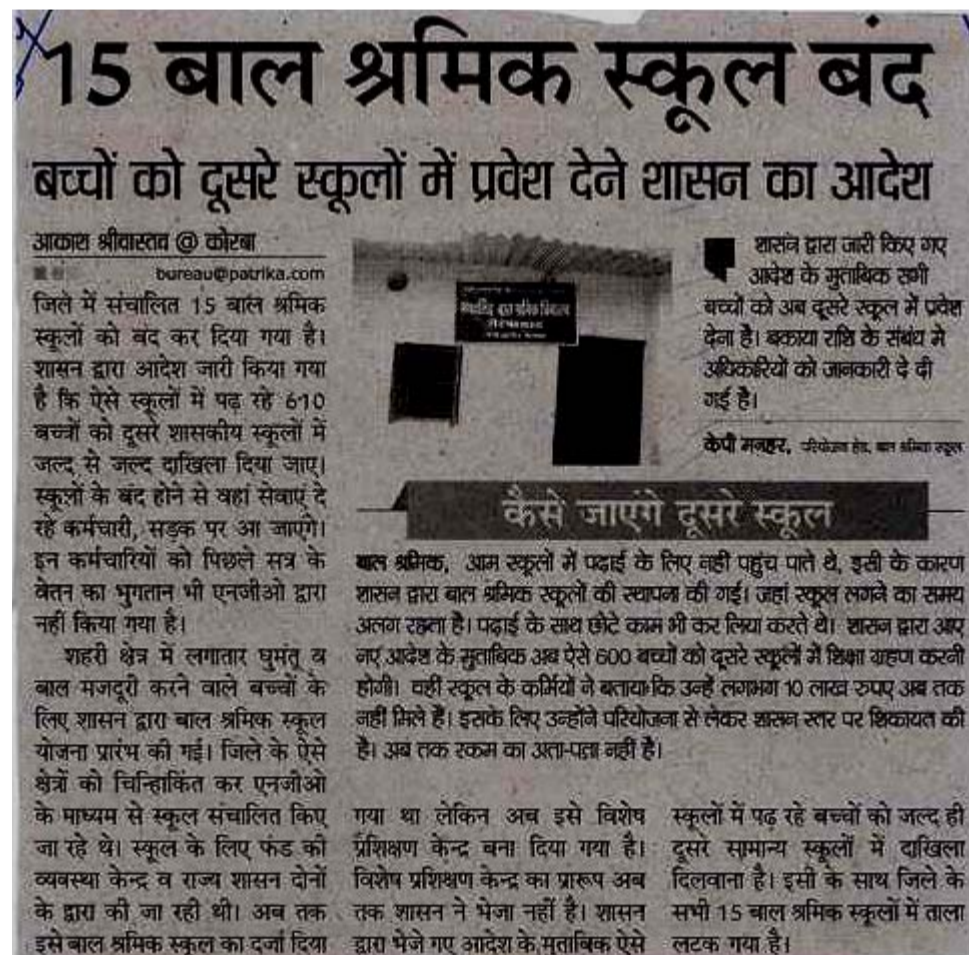 15 बाल श्रमिक स्कूल बंद
बच्चों को दूसरे स्कूलों में प्रवेश देने शासन का आदेश
आकाश श्रीवास्तव @ कोरबा
bureau@patrika.com
जिले में संचालित 15 बाल श्रमिक
स्कूलों को बंद कर दिया गया है।
शासन द्वारा आदेश जारी किया गया
है कि ऐसे स्कूलों में पढ़ रहे 610
बच्चों को दूसरे शासकीय स्कूलों में
जल्द से जल्द दाखिला दिया जाए।
स्कूलों के बंद होने से वहां सेवाएं दे
रहे कर्मचारी, सड़क पर आ जाएंगे।
इन कर्मचारियों को पिछले सत्र के
वेतन का भुगतान भी एनजीओ द्वारा
नहीं किया गया है।
शहरी क्षेत्र में लगातार घुमंतू व
बाल मजदूरी करने वाले बच्चों के
लिए शासन द्वारा बाल श्रमिक स्कूल
योजना प्रारंभ की गई। जिले के ऐसे
क्षेत्रों को चिन्हिाकित कर एनजीओ
के माध्यम से स्कूल संचालित किए
जा रहे थे। स्कूल के लिए फंड की
व्यवस्था केन्द्र व राज्य शासन दोनों
के द्वारा की जा रही थी। अब तक
इसे बाल श्रमिक स्कूल का दर्जा दिया
बाल श्रमिक विद्यालय
शासन द्वारा जारी किए गए
आदेश के मुताबिक सभी
बच्चों को अब दूसरे स्कूल में प्रवेश
देना है। बकाया राशि के संबंध मे
अधिकारियों को जानकारी दे दी
गई है।
केपी मनहर, परियोजना हेड, बाल श्रमिक स्कूल
कैसे जाएंगे दूसरे स्कूल
बाल श्रमिक, आम स्कूलों में पढ़ाई के लिए नहीं पहुंच पाते थे, इसी के कारण
शासन द्वारा बाल श्रमिक स्कूलों की स्थापना की गई। जहां स्कूल लगने का समय
अलग रहता है। पढ़ाई के साथ छोटे काम भी कर लिया करते थे। शासन द्वारा आए
नए आदेश के मुताबिक अब ऐसे 600 बच्चों को दूसरे स्कूलों में शिक्षा ग्रहण करनी
होगी। वहीं स्कूल के कर्मियों ने बताया कि उन्हें लगभग 10 लाख रुपए अब तक
नहीं मिले हैं। इसके लिए उन्होंने परियोजना से लेकर शासन स्तर पर शिकायत की
है। अब तक रकम का अता-पता नहीं है।
गया था लेकिन अब इसे विशेष
प्रशिक्षण केन्द्र बना दिया गया है।
विशेष प्रशिक्षण केन्द्र का प्रारूप अब
तक शासन ने भेजा नहीं है। शासन
द्वारा भेजे गए आदेश के मुताबिक ऐसे
स्कूलों में पढ़ रहे बच्चों को जल्द ही
दूसरे सामान्य स्कूलों में दाखिला
दिलवाना है। इसी के साथ जिले के
सभी 15 बाल श्रमिक स्कूलों में ताला
लटक गया है।